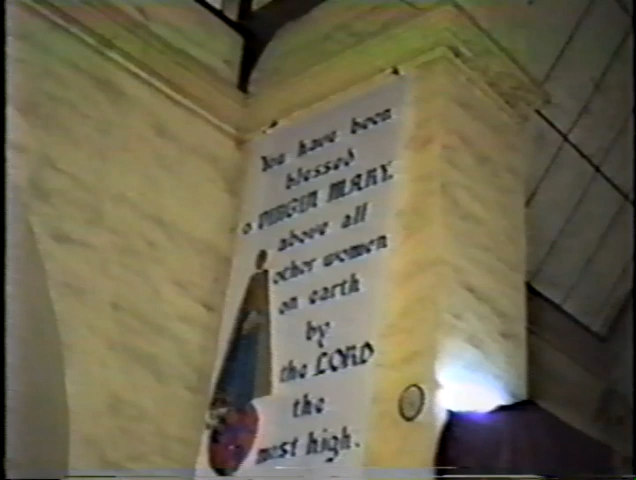 You have been
blessed
o VIRGIN MARY,
above all
other women
on earth
by
the LORD
the
most high.